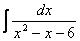 ∫ dx / (x² − x − 6)